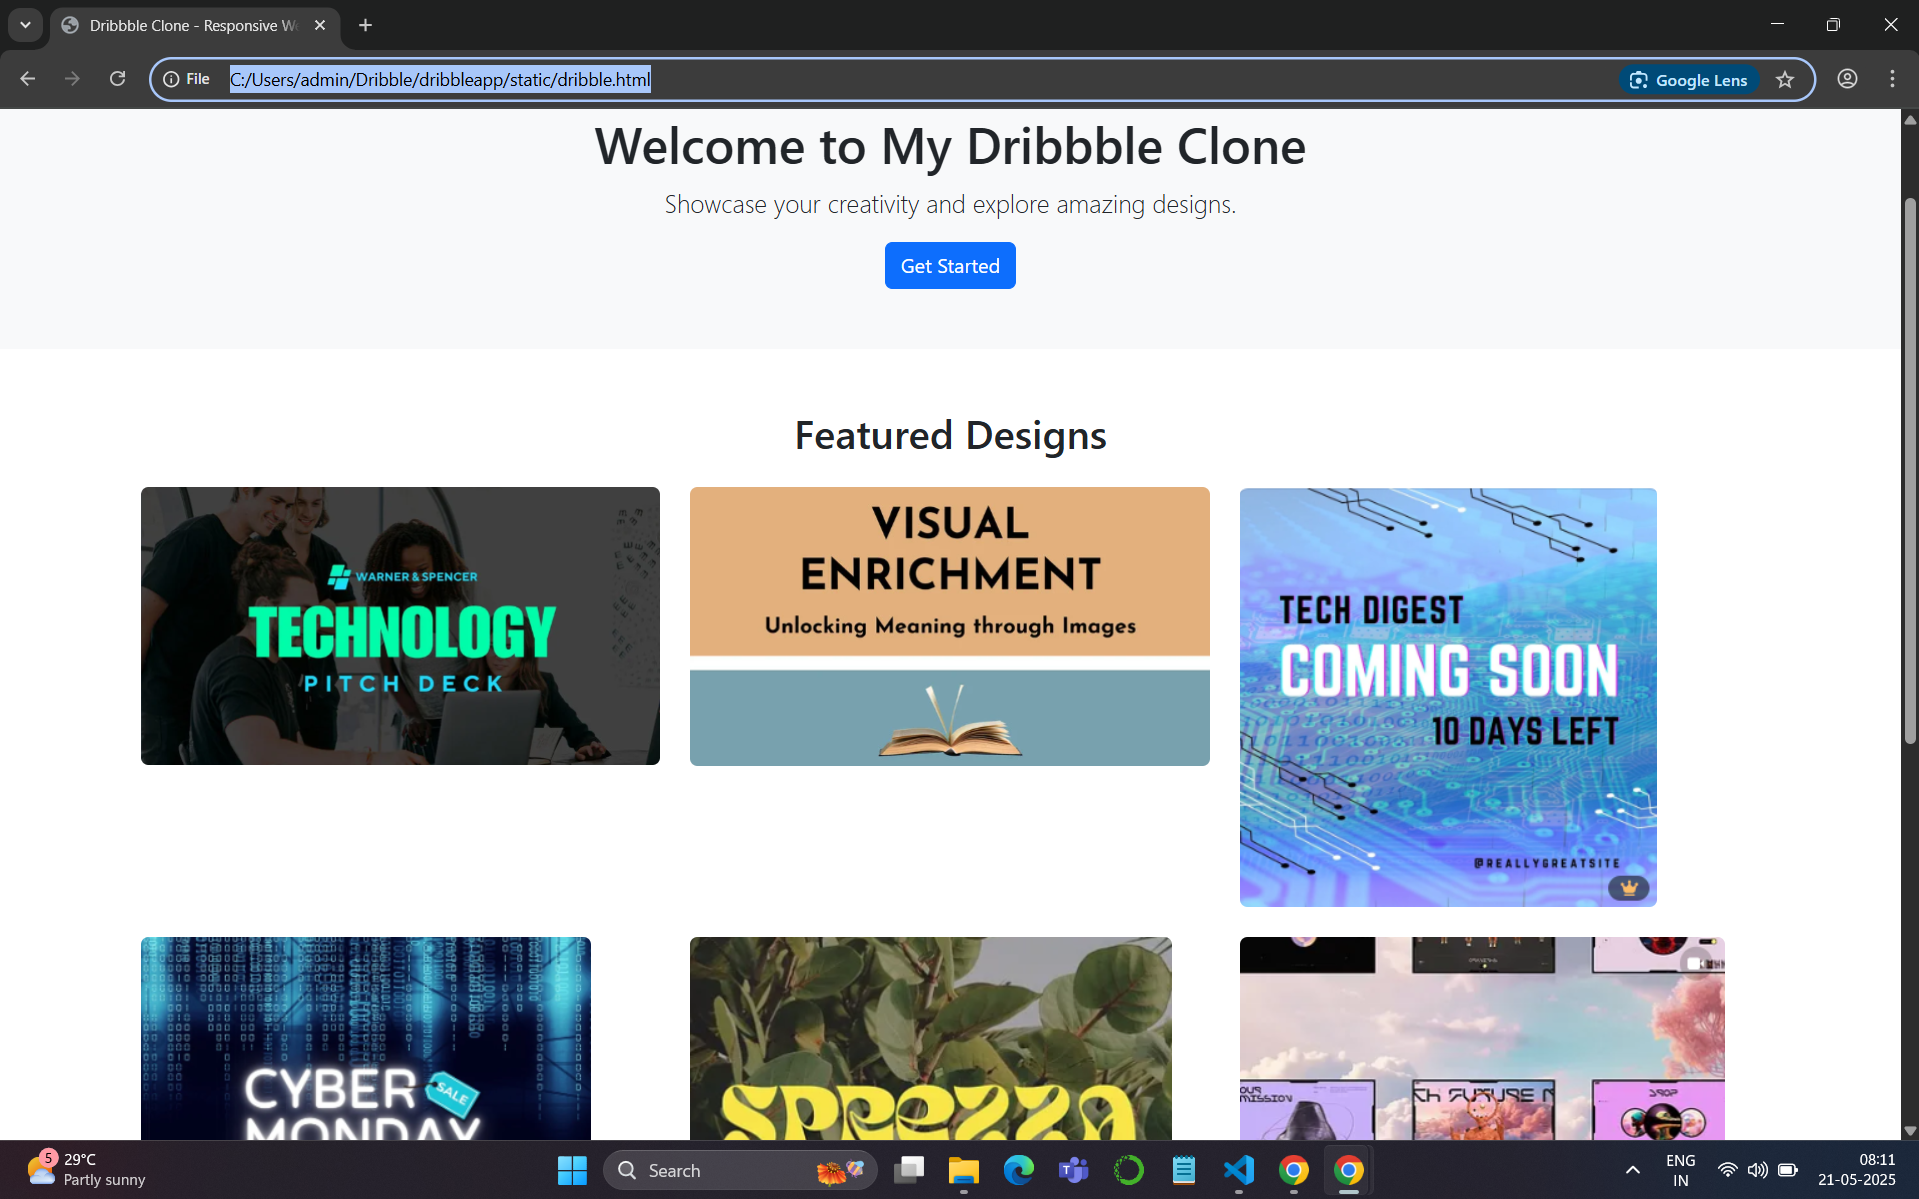 Dribbble Clone - Responsive We
File
C:/Users/admin/Dribble/dribbleapp/static/dribble.html
Google Lens
Welcome to My Dribbble Clone
Showcase your creativity and explore amazing designs.
Get Started
Featured Designs
WARNER & SPENCER
TECHNOLOGY
PITCH DECK
VISUAL
ENRICHMENT
Unlocking Meaning through Images
TECH DIGEST
COMING SOON
10 DAYS LEFT
@REALLYGREATSITE
CYBER
SALE
MONDAY
SPREZZA
OUR
MISSION
CH FUTURE
5
29°C
Partly sunny
Search
ENG
IN
08:11
21-05-2025